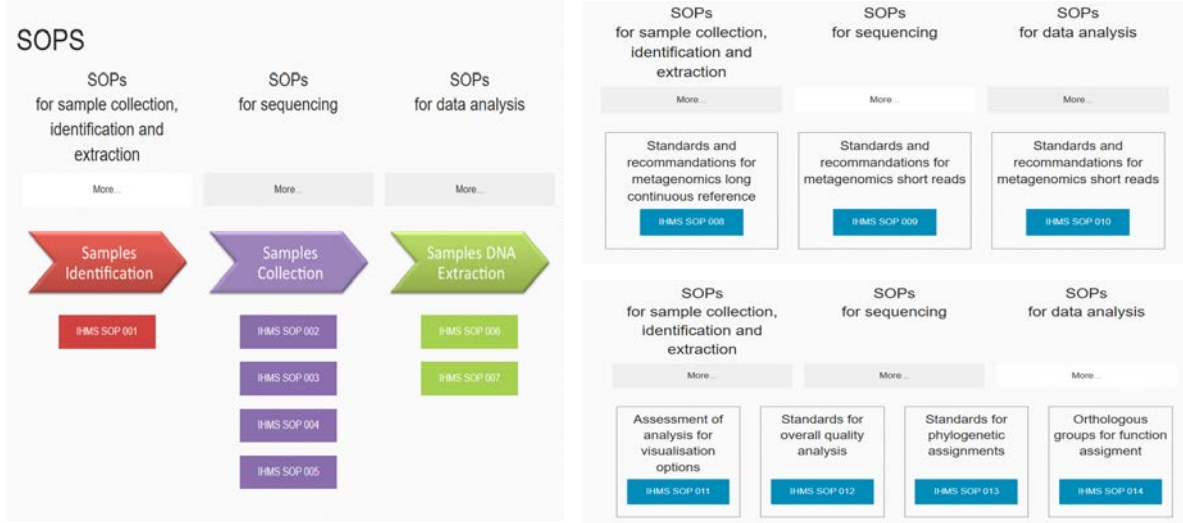 SOPS
SOPs
for sample collection,
identification and
extraction
SOPs
for sequencing
SOPs
for data analysis
More...
More...
More...
Samples
Identification
Samples
Collection
Samples DNA
Extraction
IHMS SOP 001
IHMS SOP 002
IHMS SOP 003
IHMS SOP 004
IHMS SOP 005
IHMS SOP 006
IHMS SOP 007
SOPs
for sample collection,
identification and
extraction
SOPs
for sequencing
SOPs
for data analysis
More...
More...
More...
Standards and
recommandations for
metagenomics long
continuous reference
IHMS SOP 008
Standards and
recommandations for
metagenomics short reads
IHMS SOP 009
Standards and
recommandations for
metagenomics short reads
IHMS SOP 010
SOPs
for sample collection,
identification and
extraction
SOPs
for sequencing
SOPs
for data analysis
More...
More...
More...
Assessment of
analysis for
visualisation
options
IHMS SOP 011
Standards for
overall quality
analysis
IHMS SOP 012
Standards for
phylogenetic
assignments
IHMS SOP 013
Orthologous
groups for function
assigment
IHMS SOP 014